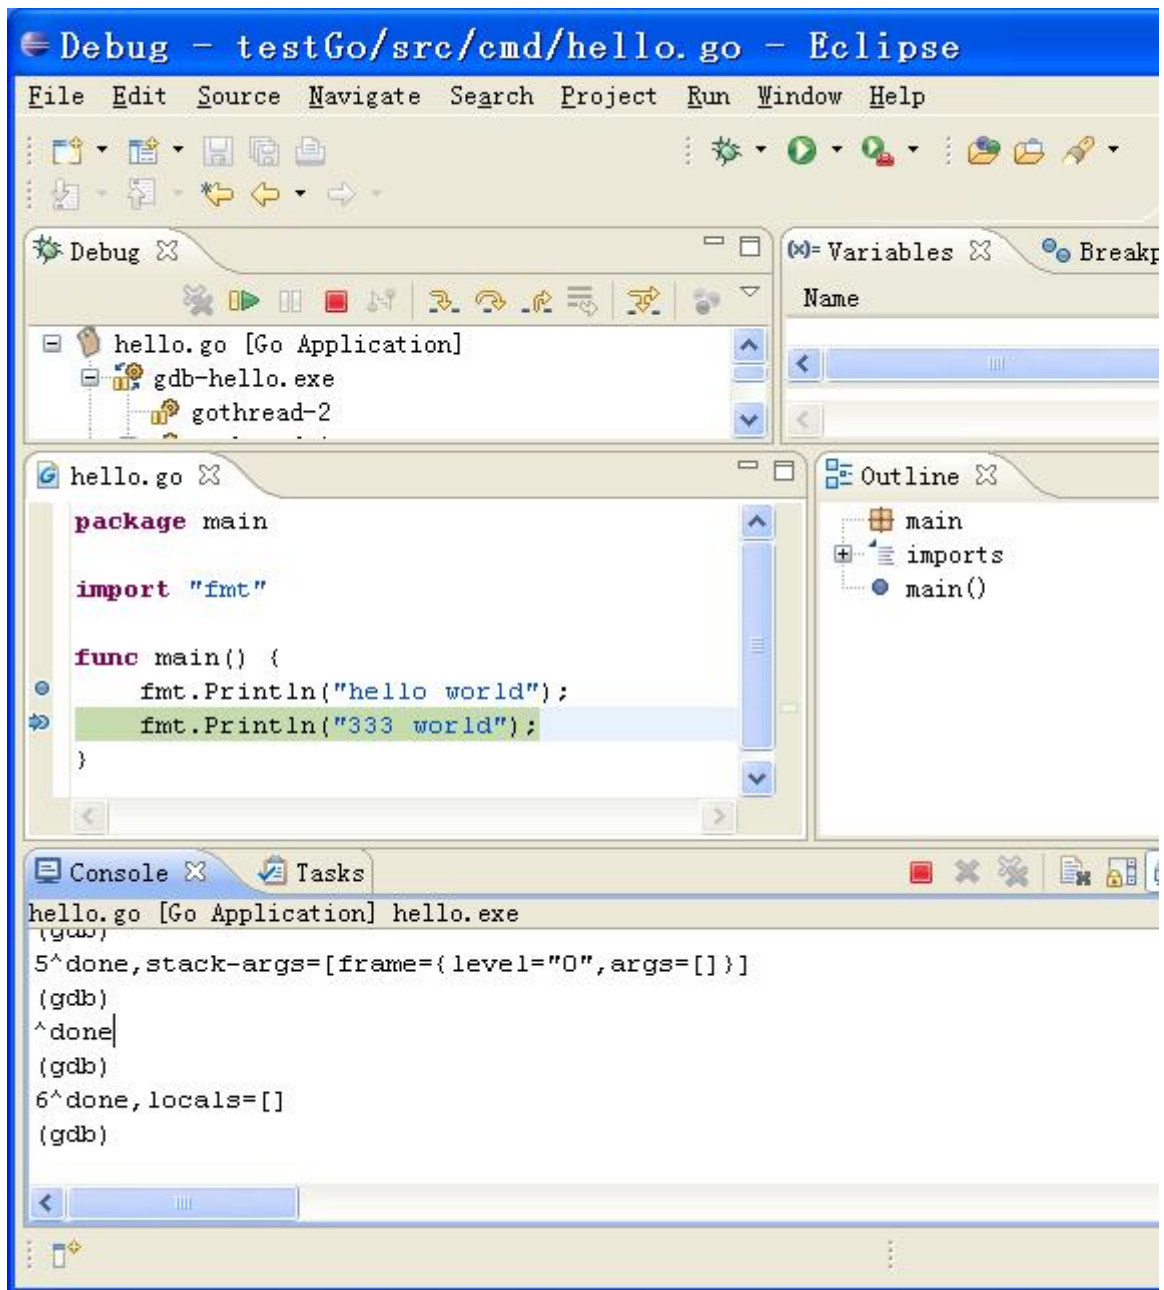 Debug - testGo/src/cmd/hello.go - Eclipse
File Edit Source Navigate Search Project Run Window Help
Debug
(x)= Variables
Breakp
Name
hello.go [Go Application]
gdb-hello.exe
gothread-2
hello.go
package main
import "fmt"
func main() {
fmt.Println("hello world");
fmt.Println("333 world");
}
Outline
main
imports
main()
Console
Tasks
hello.go [Go Application] hello.exe
(gdb)
5^done,stack-args=[frame={level="0",args=[]}]
(gdb)
^done
(gdb)
6^done,locals=[]
(gdb)